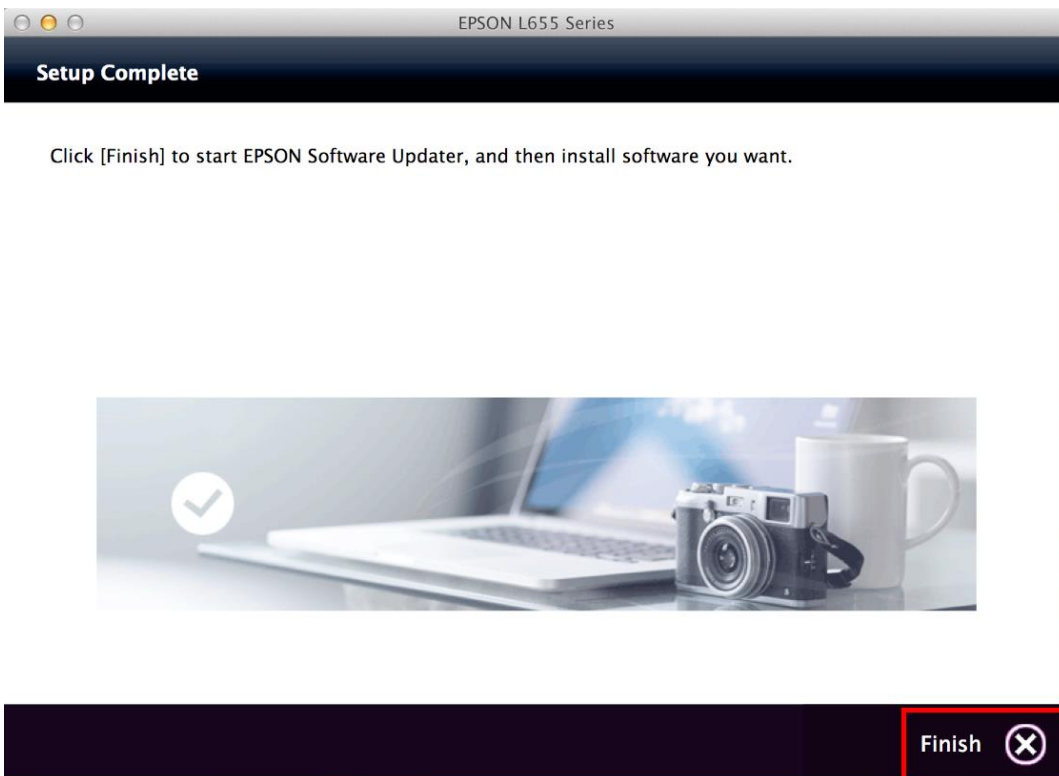 EPSON L655 Series
Setup Complete
Click [Finish] to start EPSON Software Updater, and then install software you want.
Finish